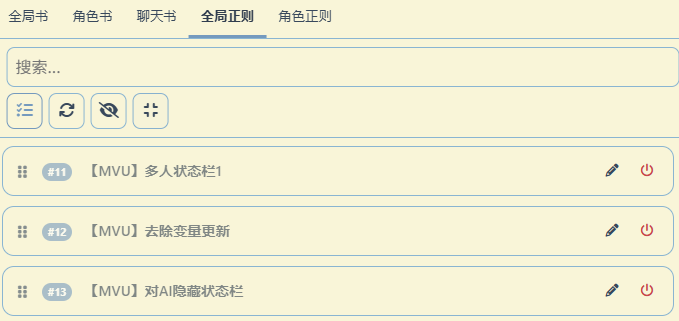 全局书 角色书 聊天书 全局正则 角色正则
搜索...
#11 【MVU】多人状态栏1
#12 【MVU】去除变量更新
#13 【MVU】对AI隐藏状态栏